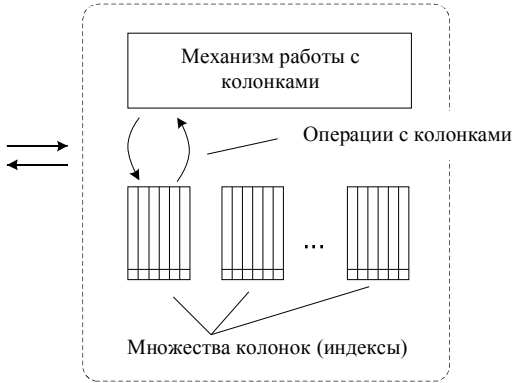 Механизм работы с
колонками
Операции с колонками
...
Множества колонок (индексы)